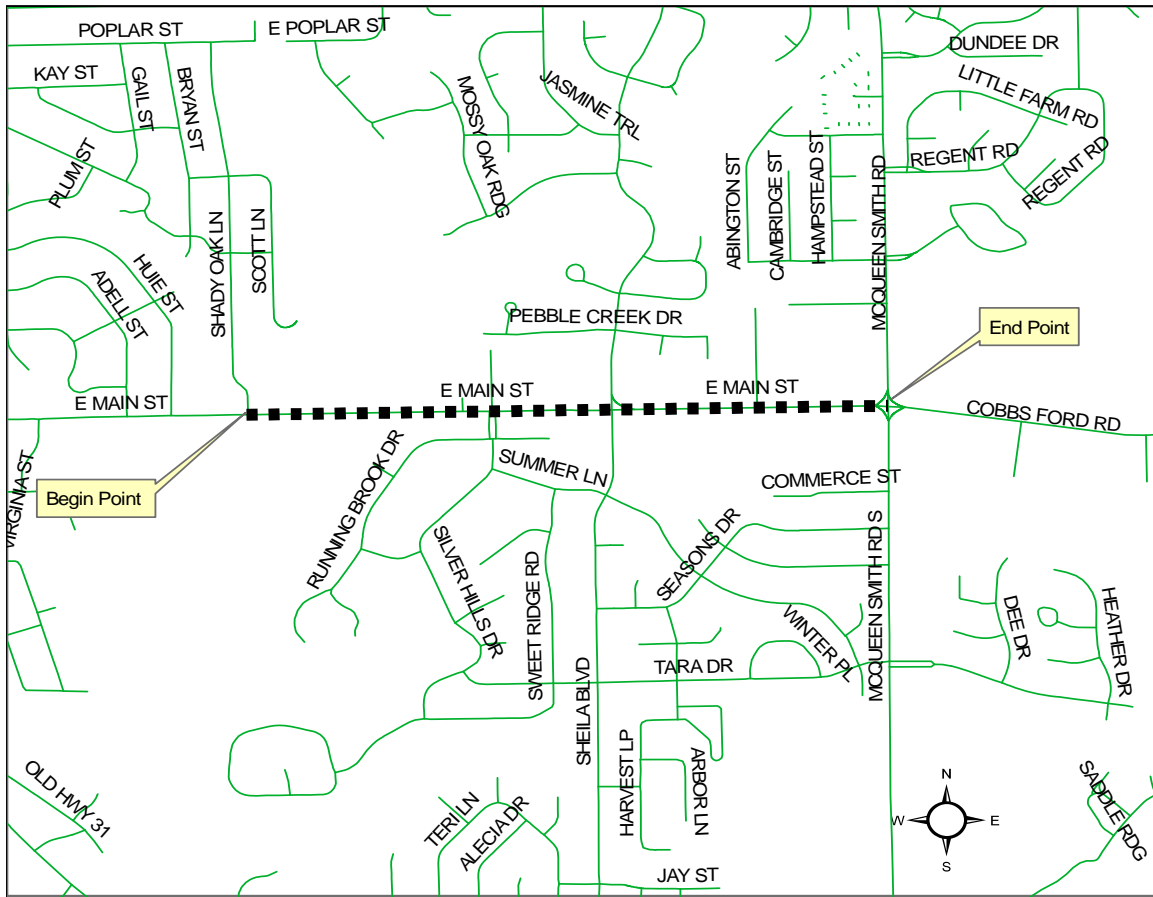 POPLAR ST
E POPLAR ST
DUNDEE DR
KAY ST
GAIL ST
BRYAN ST
MOSSY OAK RDG
JASMINE TRL
LITTLE FARM RD
PLUM ST
ABINGTON ST
CAMBRIDGE ST
HAMPSTEAD ST
MCQUEEN SMITH RD
REGENT RD
REGENT RD
SHADY OAK LN
SCOTT LN
HUIE ST
ADELL ST
PEBBLE CREEK DR
End Point
E MAIN ST
E MAIN ST
E MAIN ST
COBBS FORD RD
VIRGINIA ST
Begin Point
RUNNING BROOK DR
SUMMER LN
COMMERCE ST
SILVER HILLS DR
SEASONS DR
MCQUEEN SMITH RD S
SWEET RIDGE RD
WINTER PL
DEE DR
HEATHER DR
SHEILA BLVD
TARA DR
HARVEST LP
ARBOR LN
OLD HWY 31
TERI LN
ALECIA DR
SADDLE RDG
JAY ST
N
W
E
S